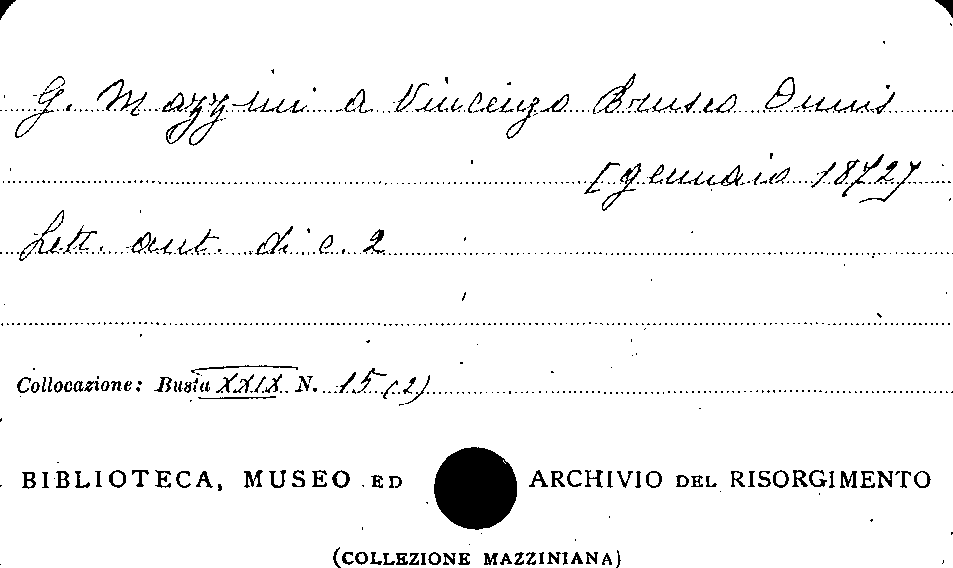 G. Mazzini a Vincenzo Brusco Onnis
[gennaio 1872]
Lett. aut. di c. 2
Collocazione: Busta XXIX N. 15 (2)
BIBLIOTECA, MUSEO ED ARCHIVIO DEL RISORGIMENTO
(COLLEZIONE MAZZINIANA)